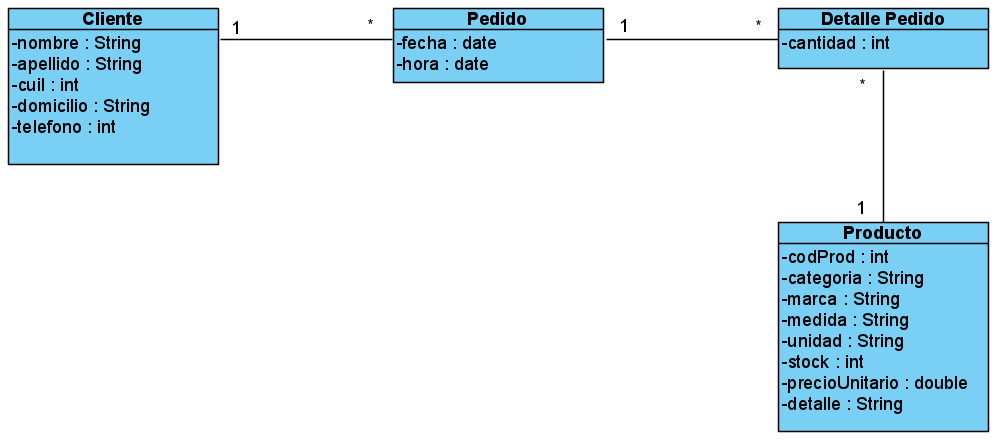 Cliente
-nombre : String
-apellido : String
-cuil : int
-domicilio : String
-telefono : int
1
*
Pedido
-fecha : date
-hora : date
1
*
Detalle Pedido
-cantidad : int
*
1
Producto
-codProd : int
-categoria : String
-marca : String
-medida : String
-unidad : String
-stock : int
-precioUnitario : double
-detalle : String